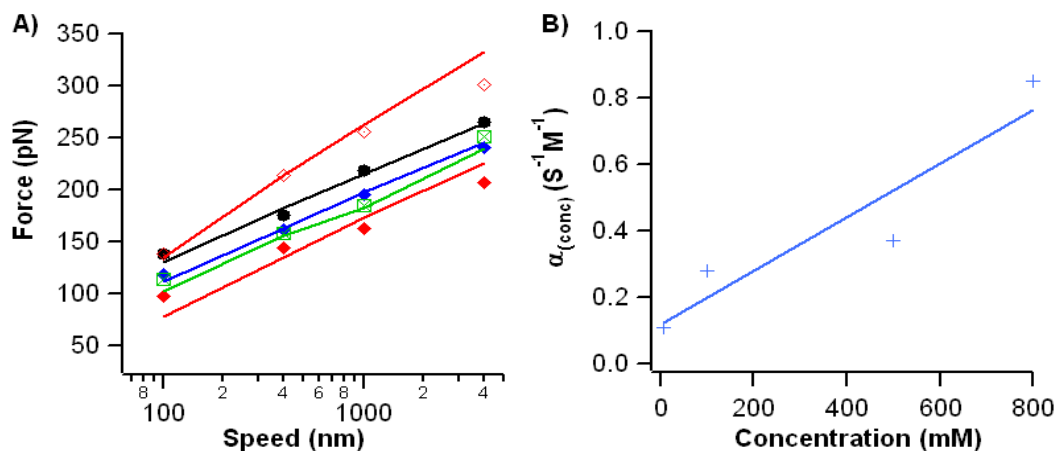 A)
Force (pN)
350
300
250
200
150
100
50
8 2 4 6 8 2 4
100 1000
Speed (nm)
B)
α(conc) (S⁻¹M⁻¹)
1.0
0.8
0.6
0.4
0.2
0.0
0 200 400 600 800
Concentration (mM)